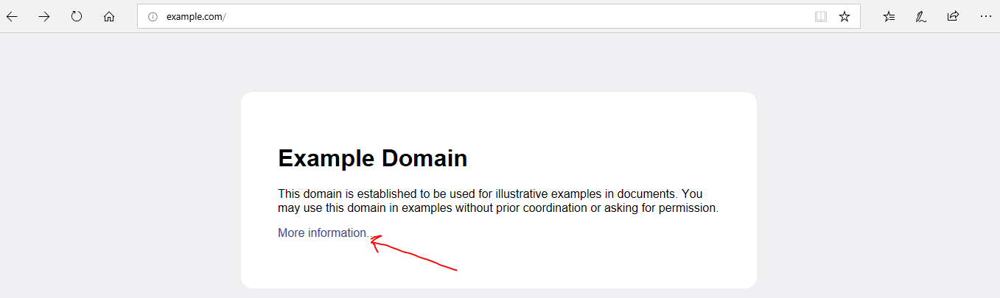 example.com/
Example Domain
This domain is established to be used for illustrative examples in documents. You
may use this domain in examples without prior coordination or asking for permission.
More information...